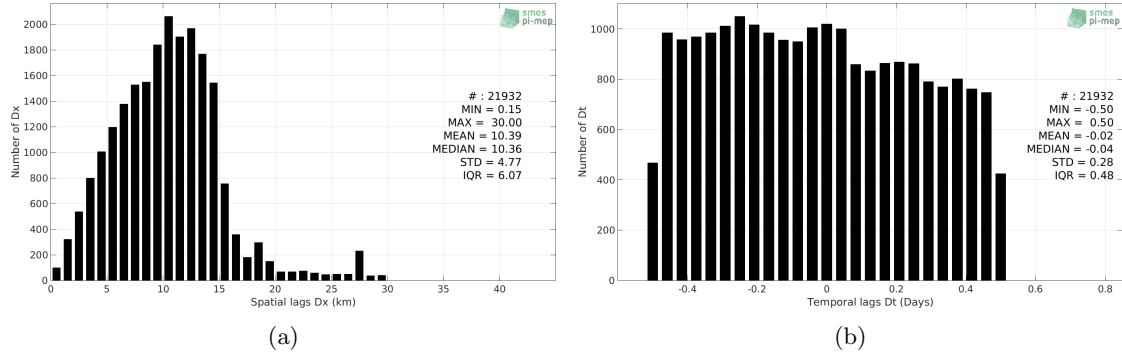 smos
pi-mep
2000
1800
1600
1400
1200
1000
800
600
400
200
0
Number of Dx
# : 21932
MIN = 0.15
MAX = 30.00
MEAN = 10.39
MEDIAN = 10.36
STD = 4.77
IQR = 6.07
0 5 10 15 20 25 30 35 40
Spatial lags Dx (km)
(a)
smos
pi-mep
1000
800
600
400
200
0
Number of Dt
# : 21932
MIN = -0.50
MAX = 0.50
MEAN = -0.02
MEDIAN = -0.04
STD = 0.28
IQR = 0.48
-0.4 -0.2 0 0.2 0.4 0.6 0.8
Temporal lags Dt (Days)
(b)